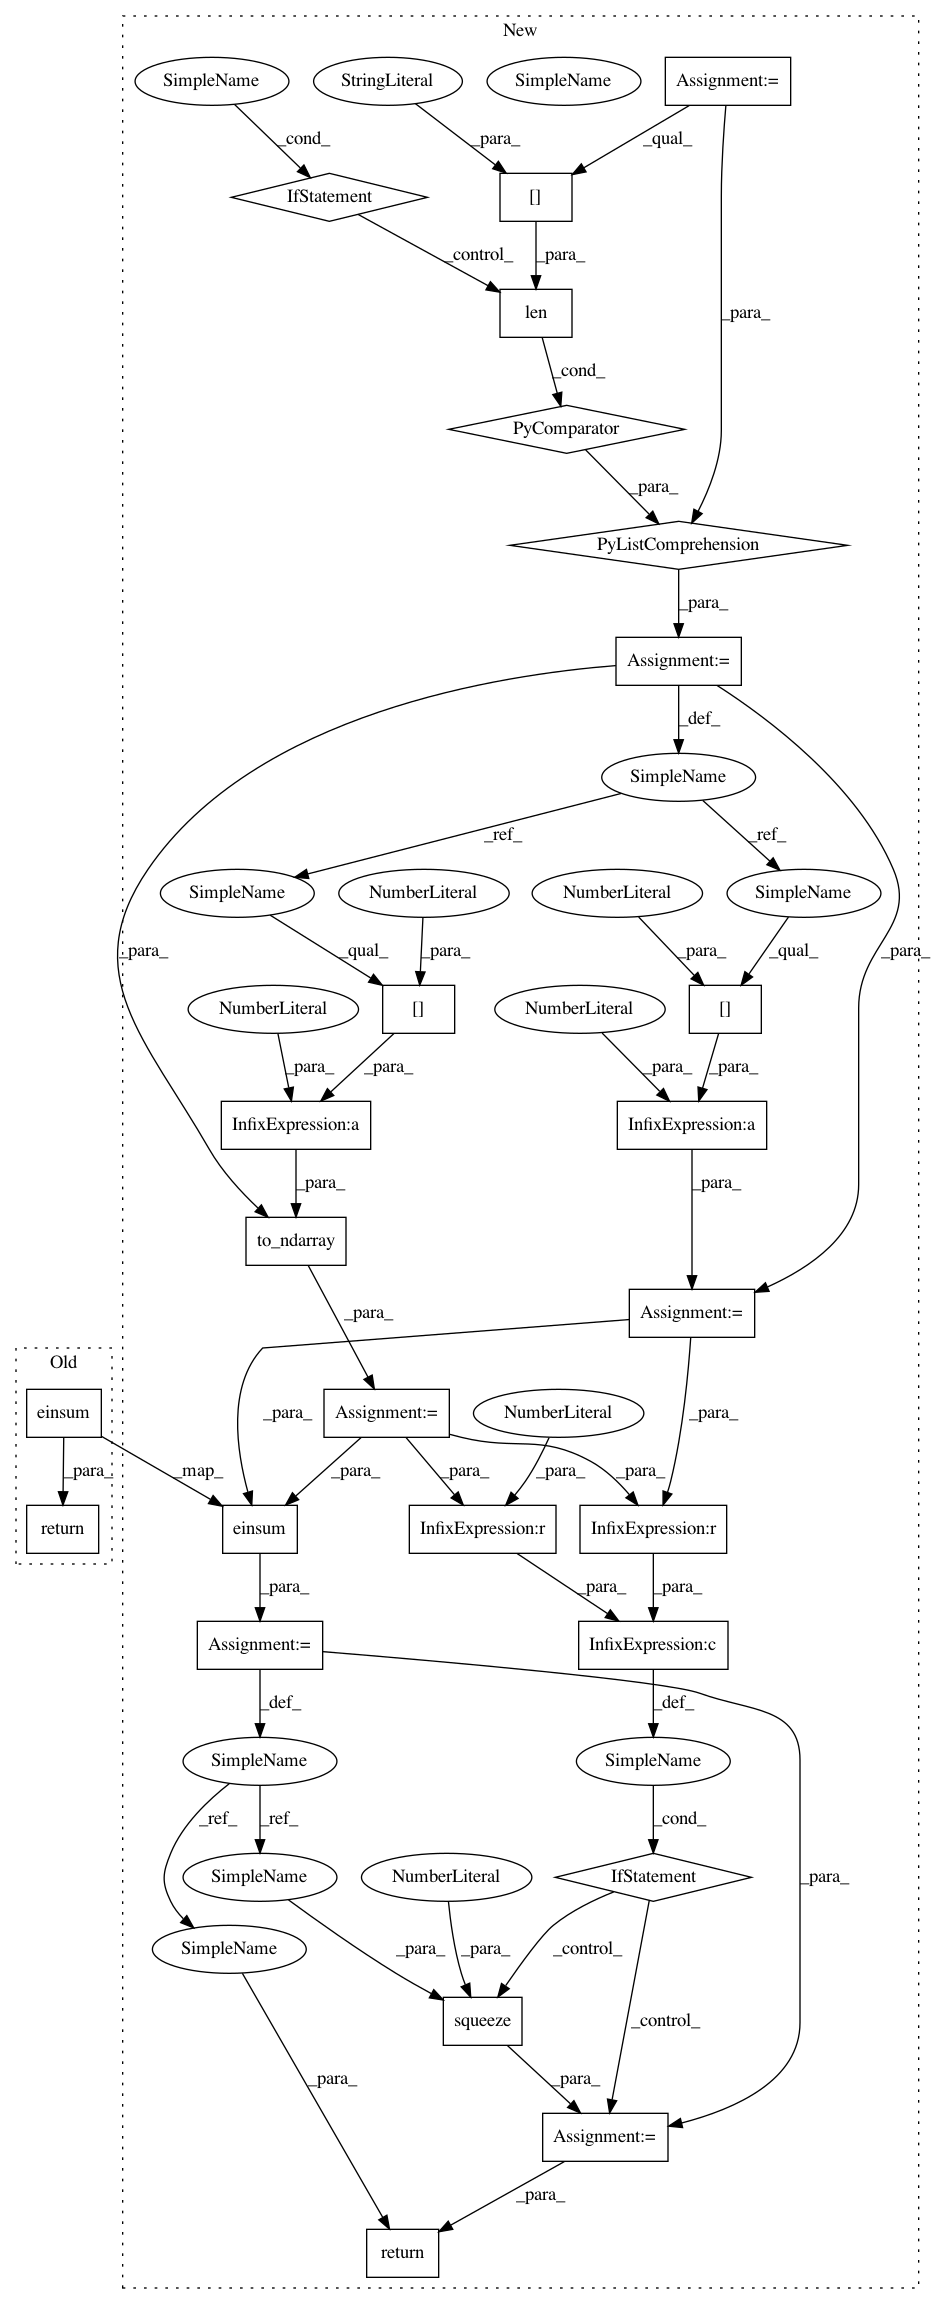 New
SimpleName
StringLiteral
SimpleName
Assignment:=
_cond_
_para_
_qual_
IfStatement
[]
_control_
_para_
len
_para_
_cond_
PyComparator
_para_
PyListComprehension
_para_
Assignment:=
_def_
SimpleName
_ref_
_ref_
SimpleName
NumberLiteral
NumberLiteral
SimpleName
_para_
_qual_
_para_
_para_
_qual_
_para_
NumberLiteral
[]
NumberLiteral
[]
_para_
_para_
_para_
_para_
InfixExpression:a
InfixExpression:a
_para_
_para_
to_ndarray
_para_
Assignment:=
Old
einsum
_para_
Assignment:=
NumberLiteral
_para_
_para_
_map_
_para_
_para_
_para_
_para_
return
einsum
InfixExpression:r
InfixExpression:r
_para_
_para_
_para_
Assignment:=
InfixExpression:c
_def_
_def_
SimpleName
SimpleName
_ref_
_ref_
_cond_
SimpleName
NumberLiteral
IfStatement
_para_
SimpleName
_para_
_para_
_control_
squeeze
_control_
_para_
_para_
Assignment:=
_para_
return